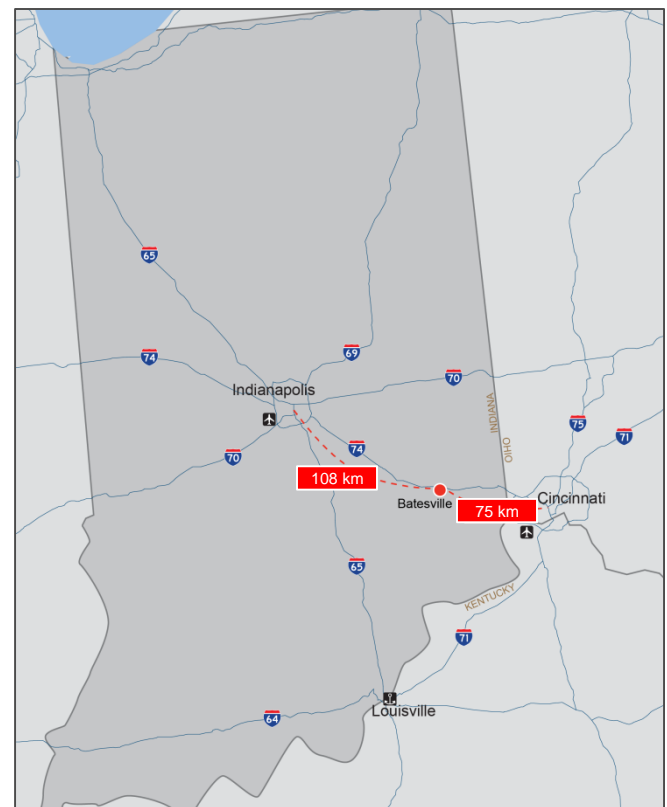 65
69
74
70
Indianapolis
INDIANA
OHIO
75
71
74
70
108 km
Batesville
75 km
Cincinnati
65
KENTUCKY
71
Louisville
64